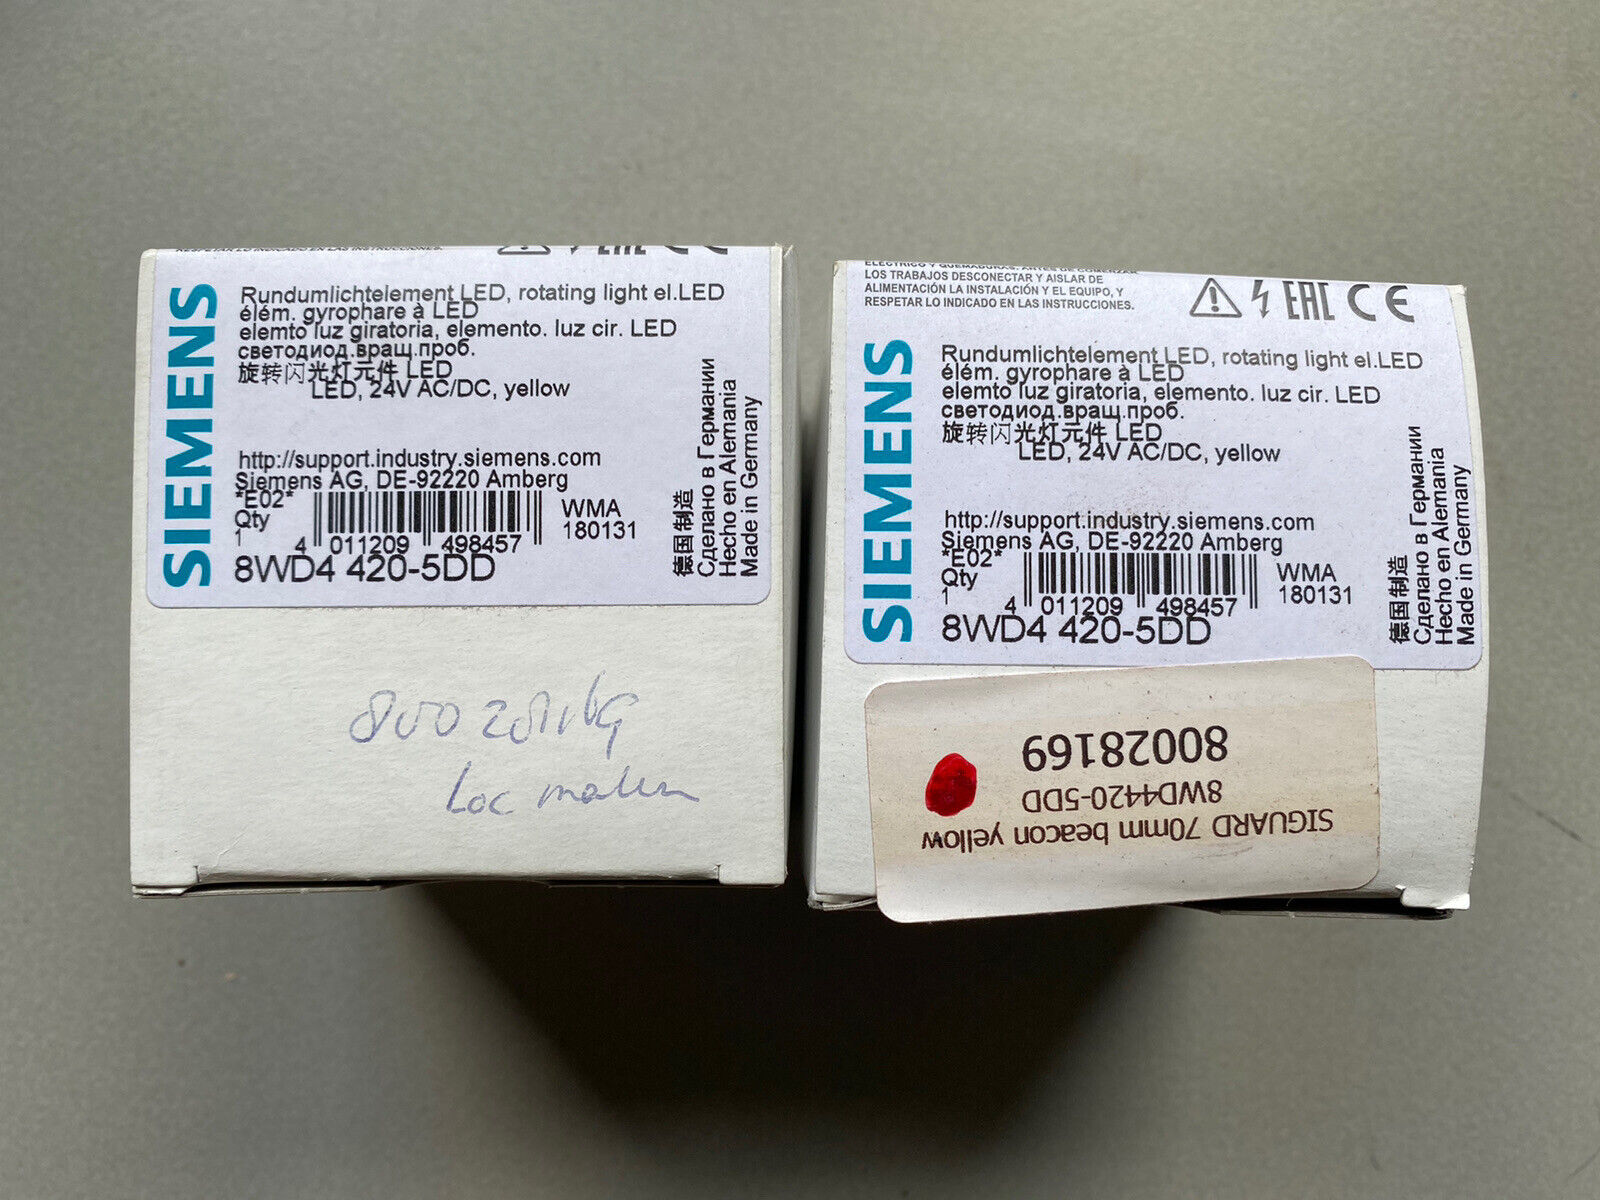 SIEMENS
Rundumlichtelement LED, rotating light el.LED
élém. gyrophare à LED
elemto luz giratoria, elemento. luz cir. LED
светодиод.вращ.проб.
旋转闪光灯元件 LED
LED, 24V AC/DC, yellow
http://support.industry.siemens.com
Siemens AG, DE-92220 Amberg
*E02*
Qty
1
4 011209 498457
WMA
180131
8WD4 420-5DD
德国制造
Сделано в Германии
Hecho en Alemania
Made in Germany
Loc
LOS TRABAJOS DESCONECTAR Y AISLAR DE
ALIMENTACIÓN LA INSTALACIÓN Y EL EQUIPO, Y
RESPETAR LO INDICADO EN LAS INSTRUCCIONES.
EAC CE
SIEMENS
Rundumlichtelement LED, rotating light el.LED
élém. gyrophare à LED
elemto luz giratoria, elemento. luz cir. LED
светодиод.вращ.проб.
旋转闪光灯元件 LED
LED, 24V AC/DC, yellow
http://support.industry.siemens.com
Siemens AG, DE-92220 Amberg
*E02*
Qty
1
4 011209 498457
WMA
180131
8WD4 420-5DD
德国制造
Сделано в Германии
Hecho en Alemania
Made in Germany
SIGUARD 70mm beacon yellow
8WD4420-5DD
80028169